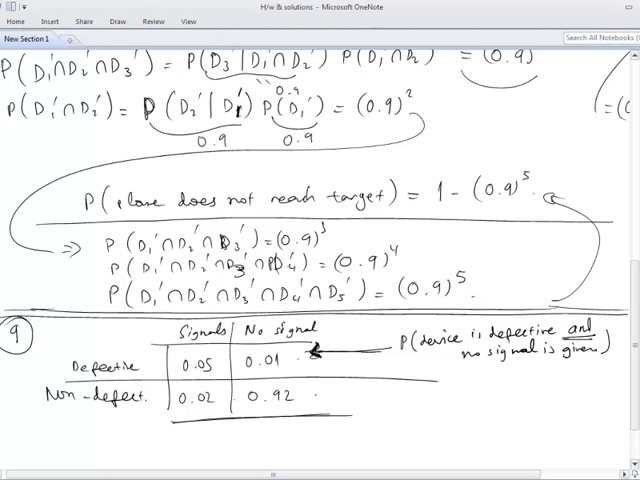 H/w & solutions - Microsoft OneNote
Home Insert Share Draw Review View
New Section 1 Search All Notebooks (Ctrl
P(D₁'∩D₂'∩D₃') = P(D₃'|D₁'∩D₂') P(D₁'∩D₂') = (0.9)
0.9
P(D₁'∩D₂') = P(D₂'|D₁') P(D₁') = (0.9)²
0.9 0.9
P( plane does not reach target) = 1 - (0.9)⁵.
⇒ P(D₁'∩D₂'∩D₃') = (0.9)³
P(D₁'∩D₂'∩D₃'∩D₄') = (0.9)⁴
P(D₁'∩D₂'∩D₃'∩D₄'∩D₅') = (0.9)⁵.
9
Signals No signal
Defective 0.05 0.01
P(device is defective and
no signal is given)
Non-defect. 0.02 0.92